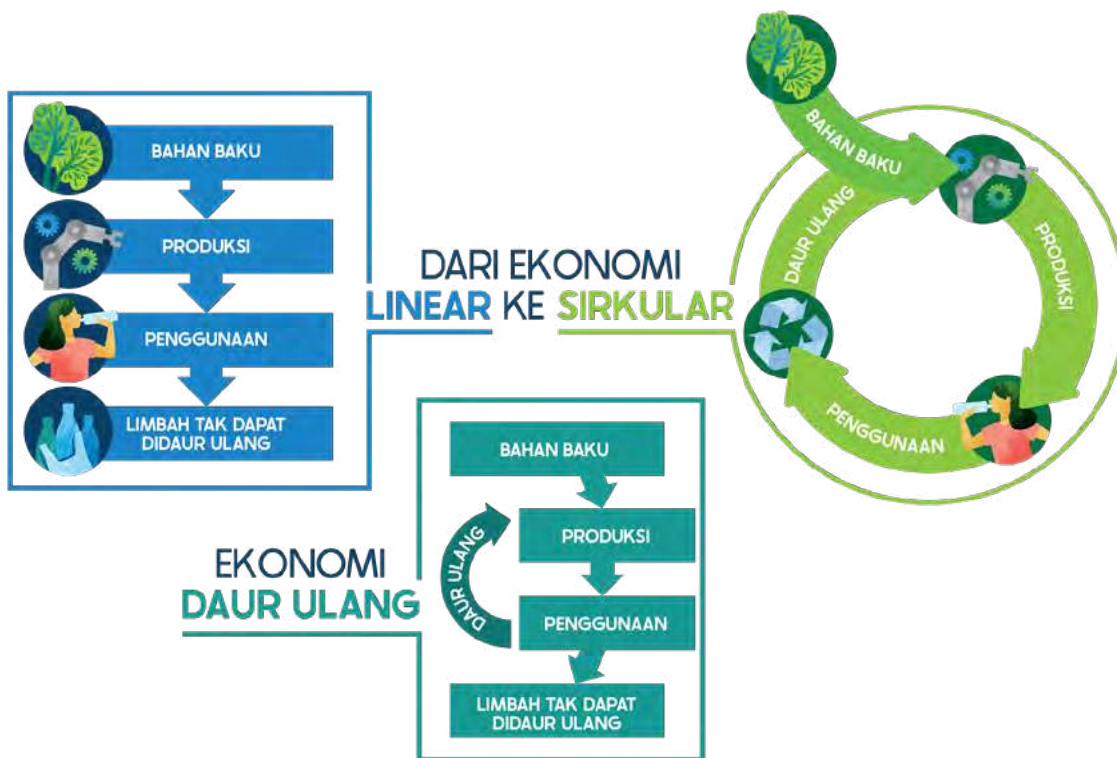 BAHAN BAKU
PRODUKSI
PENGGUNAAN
LIMBAH TAK DAPAT
DIDAUR ULANG
DARI EKONOMI
LINEAR KE SIRKULAR
BAHAN BAKU
PRODUKSI
PENGGUNAAN
DAUR ULANG
EKONOMI
DAUR ULANG
BAHAN BAKU
PRODUKSI
PENGGUNAAN
DAUR ULANG
LIMBAH TAK DAPAT
DIDAUR ULANG